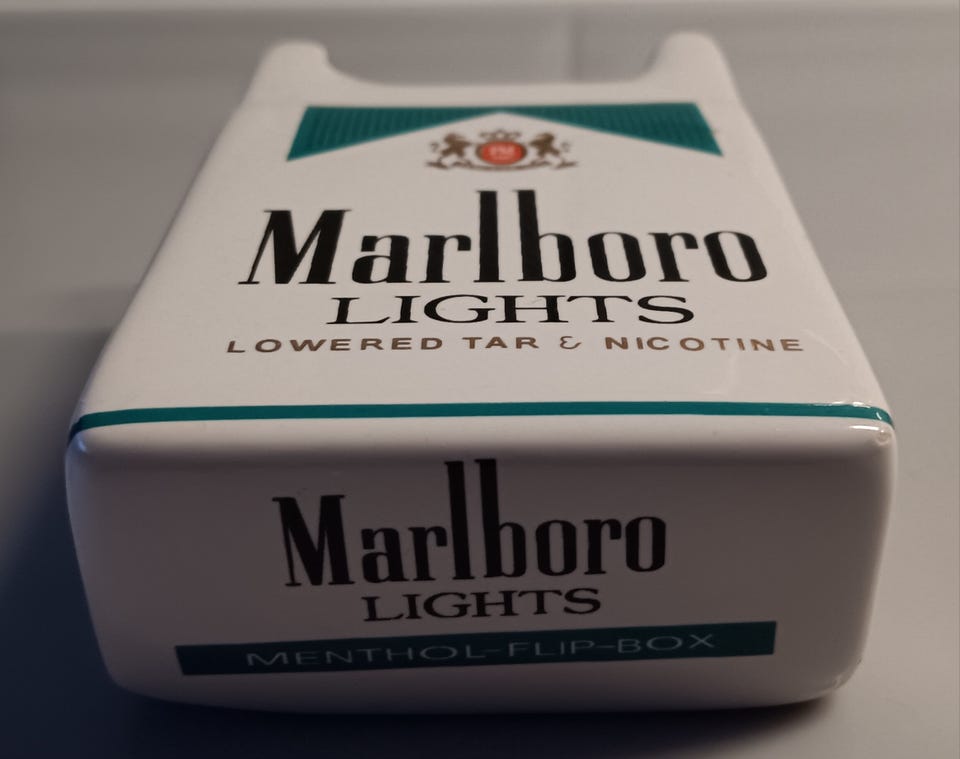 Marlboro
LIGHTS
LOWERED TAR & NICOTINE
Marlboro
LIGHTS
MENTHOL-FLIP-BOX